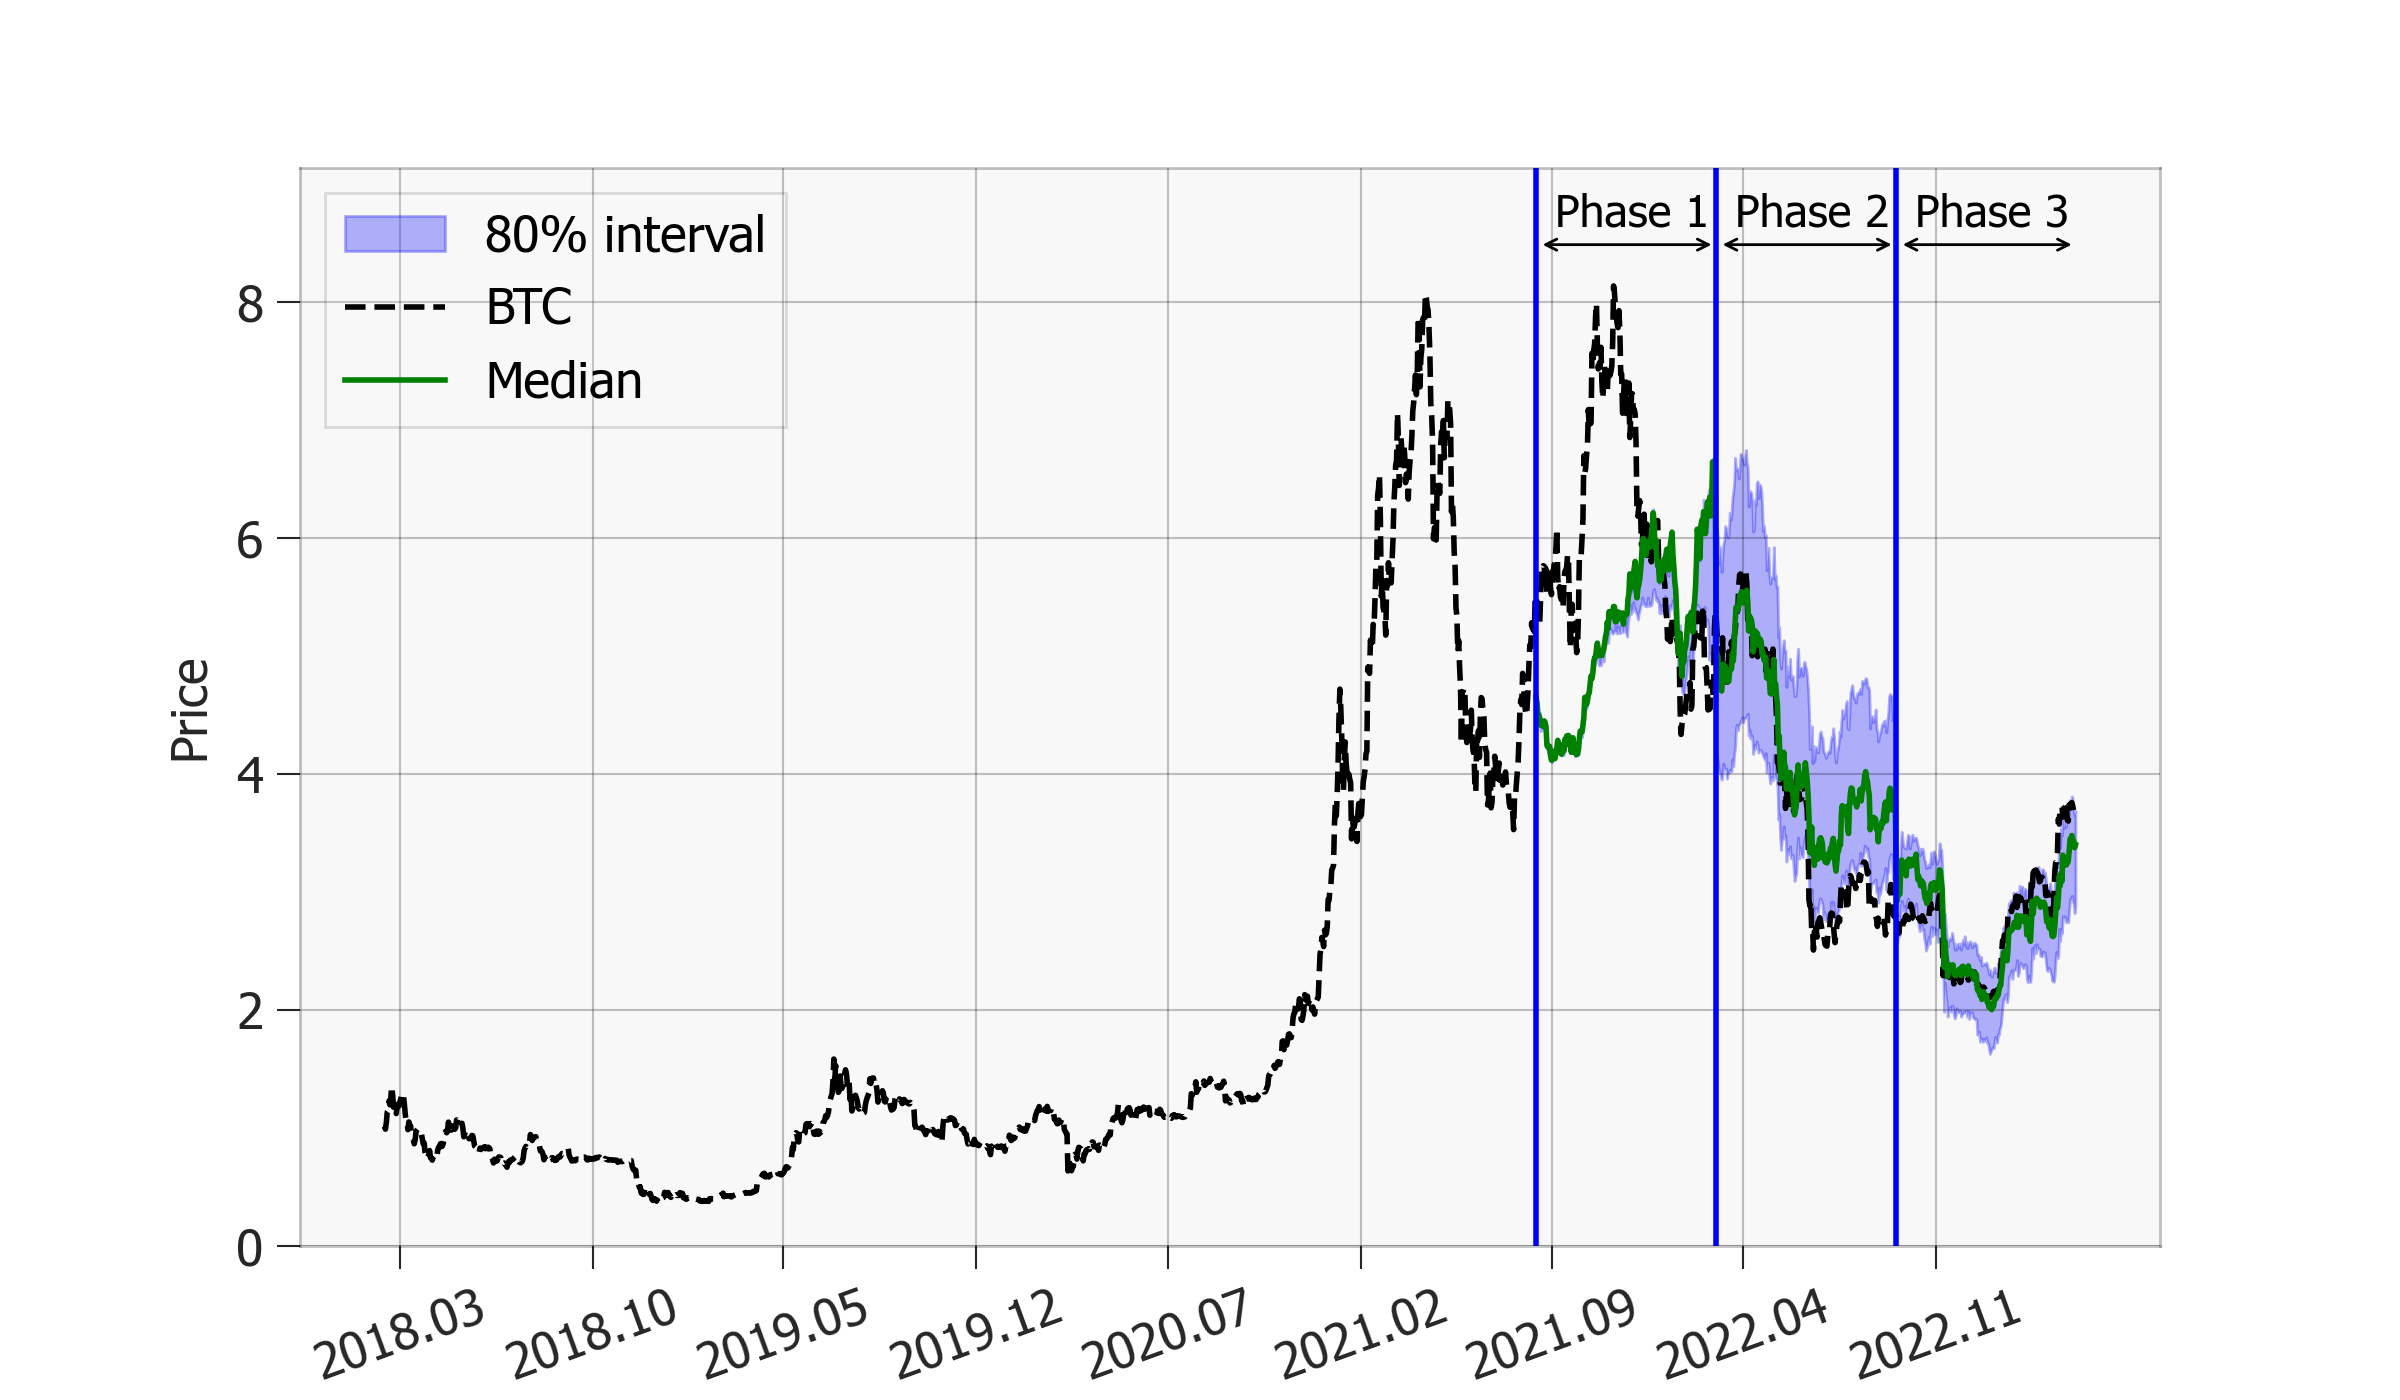 Phase 1
Phase 2
Phase 3
80% interval
BTC
Median
Price
8
6
4
2
0
2018.03
2018.10
2019.05
2019.12
2020.07
2021.02
2021.09
2022.04
2022.11